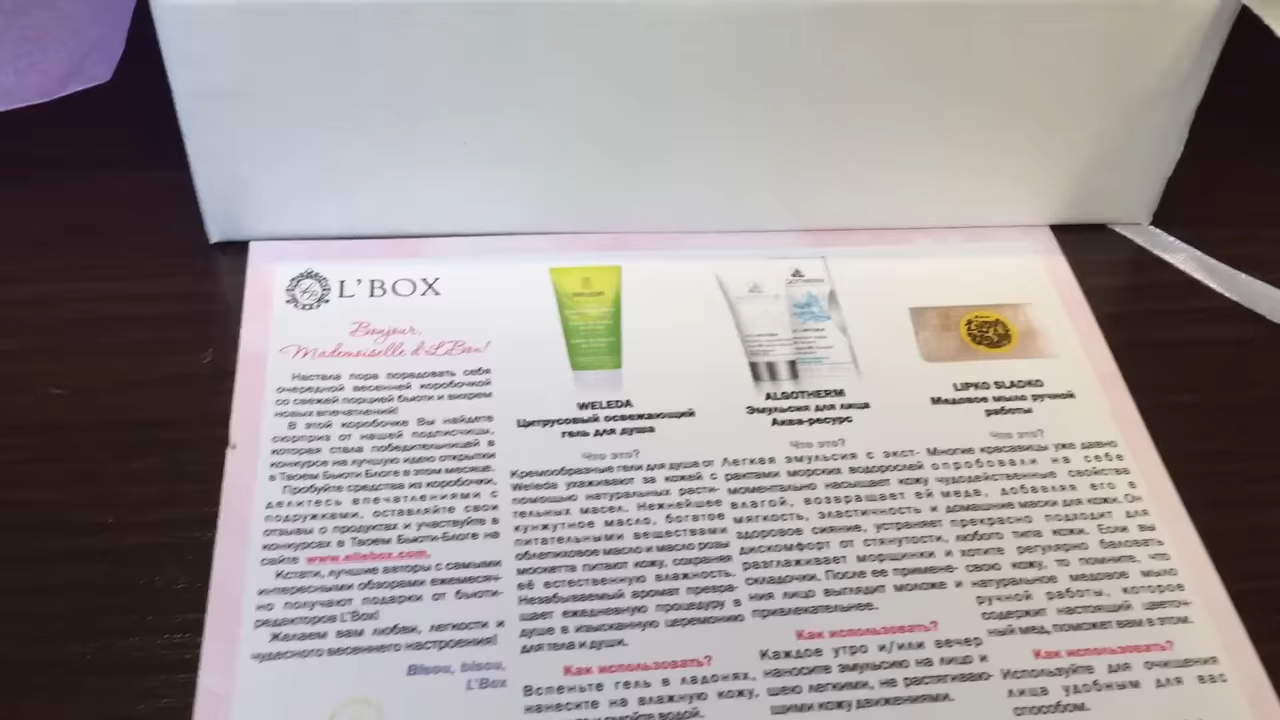 L'BOX
Bonjour,
Mademoiselle d'L'Box!
Настала пора порадовать себя
очередной весенней коробочкой
со свежей порцией бьюти и вихрем
новых впечатлений!
В этой коробочке Вы найдете
сюрприз от нашей подписчицы,
которая стала победительницей в
конкурсе на лучшую идею открытки
в Твоем Бьюти Блоге в этом месяце.
Пробуйте средства из коробочки,
делитесь впечатлениями с
подружками, оставляйте свои
отзывы о продуктах и участвуйте в
конкурсах в Твоем Бьюти-Блоге на
сайте www.ellebox.com.
Кстати, лучшие авторы с самыми
интересными обзорами ежемесяч-
но получают подарки от бьюти-
редакторов L'Box!
Желаем вам любви, легкости и
чудесного весеннего настроения!
Bisou, bisou,
L'Box
WELEDA
WELEDA
Цитрусовый освежающий
гель для душа
Что это?
Кремообразные гели для душа от
Weleda ухаживают за кожей с
помощью натуральных расти-
тельных масел. Нежнейшее
кунжутное масло, богатое
питательными веществами
облепиховое масло и масло розы
москетта питают кожу, сохраняя
её естественную влажность.
Незабываемый аромат превра-
щает ежедневную процедуру в
душе в изысканную церемонию
для тела и души.
Как использовать?
Вспеньте гель в ладонях,
нанесите на влажную кожу,
смойте водой.
ALGOTHERM
Эмульсия для лица
Аква-ресурс
Что это?
Легкая эмульсия с экст-
рактами морских водорослей
моментально насыщает кожу
влагой, возвращает ей
мягкость, эластичность и
здоровое сияние, устраняет
дискомфорт от стянутости,
разглаживает морщинки и
складочки. После ее примене-
ния лицо выглядит моложе и
привлекательнее.
Как использовать?
Каждое утро и/или вечер
наносите эмульсию на лицо и
шею легкими, не растягиваю-
щими кожу движениями.
LIPKO SLADKO
Медовое мыло ручной
работы
Что это?
Многие красавицы уже давно
опробовали на себе
чудодейственные свойства
меда, добавляя его в
домашние маски для кожи. Он
прекрасно подходит для
любого типа кожи. Если вы
хотите регулярно баловать
свою кожу, то помните, что
натуральное медовое мыло
ручной работы, которое
содержит настоящий цветоч-
ный мед, поможет вам в этом.
Как использовать?
Используйте для очищения
лица удобным для вас
способом.